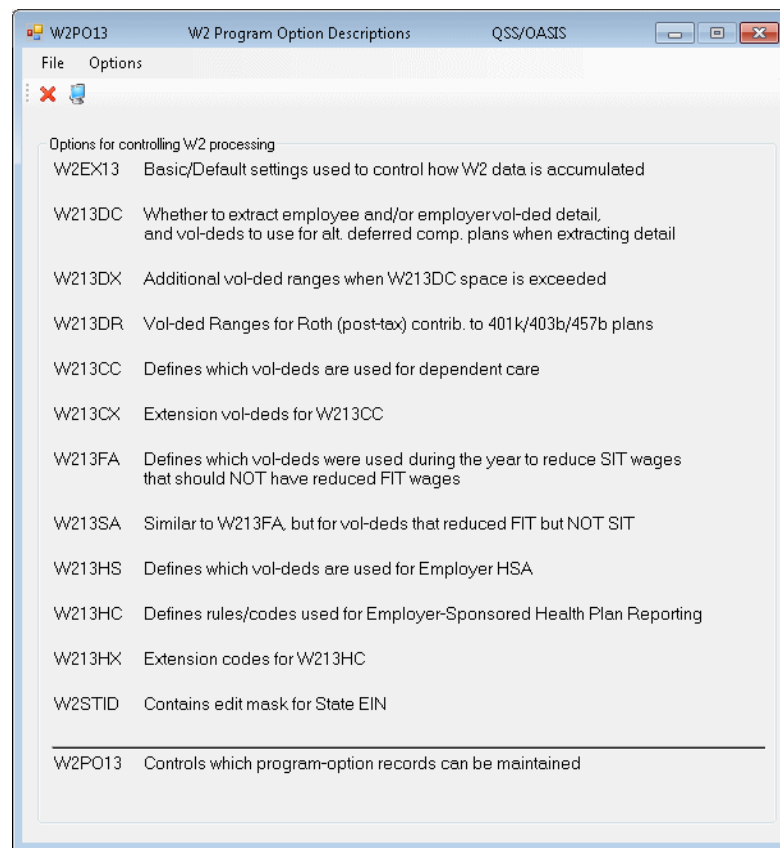 W2PO13 W2 Program Option Descriptions QSS/OASIS
File Options
Options for controlling W2 processing
W2EX13 Basic/Default settings used to control how W2 data is accumulated
W213DC Whether to extract employee and/or employer vol-ded detail,
and vol-deds to use for alt. deferred comp. plans when extracting detail
W213DX Additional vol-ded ranges when W213DC space is exceeded
W213DR Vol-ded Ranges for Roth (post-tax) contrib. to 401k/403b/457b plans
W213CC Defines which vol-deds are used for dependent care
W213CX Extension vol-deds for W213CC
W213FA Defines which vol-deds were used during the year to reduce SIT wages
that should NOT have reduced FIT wages
W213SA Similar to W213FA, but for vol-deds that reduced FIT but NOT SIT
W213HS Defines which vol-deds are used for Employer HSA
W213HC Defines rules/codes used for Employer-Sponsored Health Plan Reporting
W213HX Extension codes for W213HC
W2STID Contains edit mask for State EIN
W2PO13 Controls which program-option records can be maintained